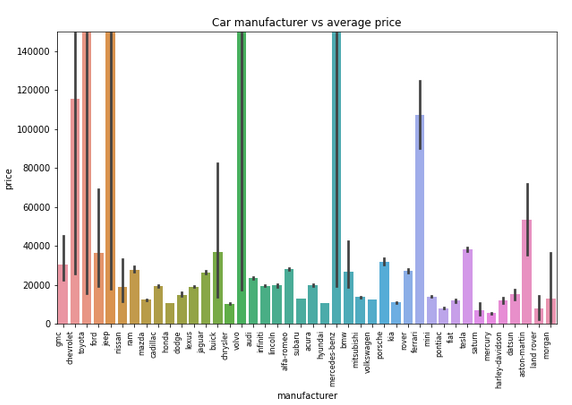 Car manufacturer vs average price
140000
120000
100000
80000
60000
40000
20000
0
price
gmc
chevrolet
toyota
ford
jeep
nissan
ram
mazda
cadillac
honda
dodge
lexus
jaguar
buick
chrysler
volvo
audi
infiniti
lincoln
alfa-romeo
subaru
acura
hyundai
mercedes-benz
bmw
mitsubishi
volkswagen
porsche
kia
rover
ferrari
mini
pontiac
fiat
tesla
saturn
mercury
harley-davidson
datsun
aston-martin
land rover
morgan
manufacturer